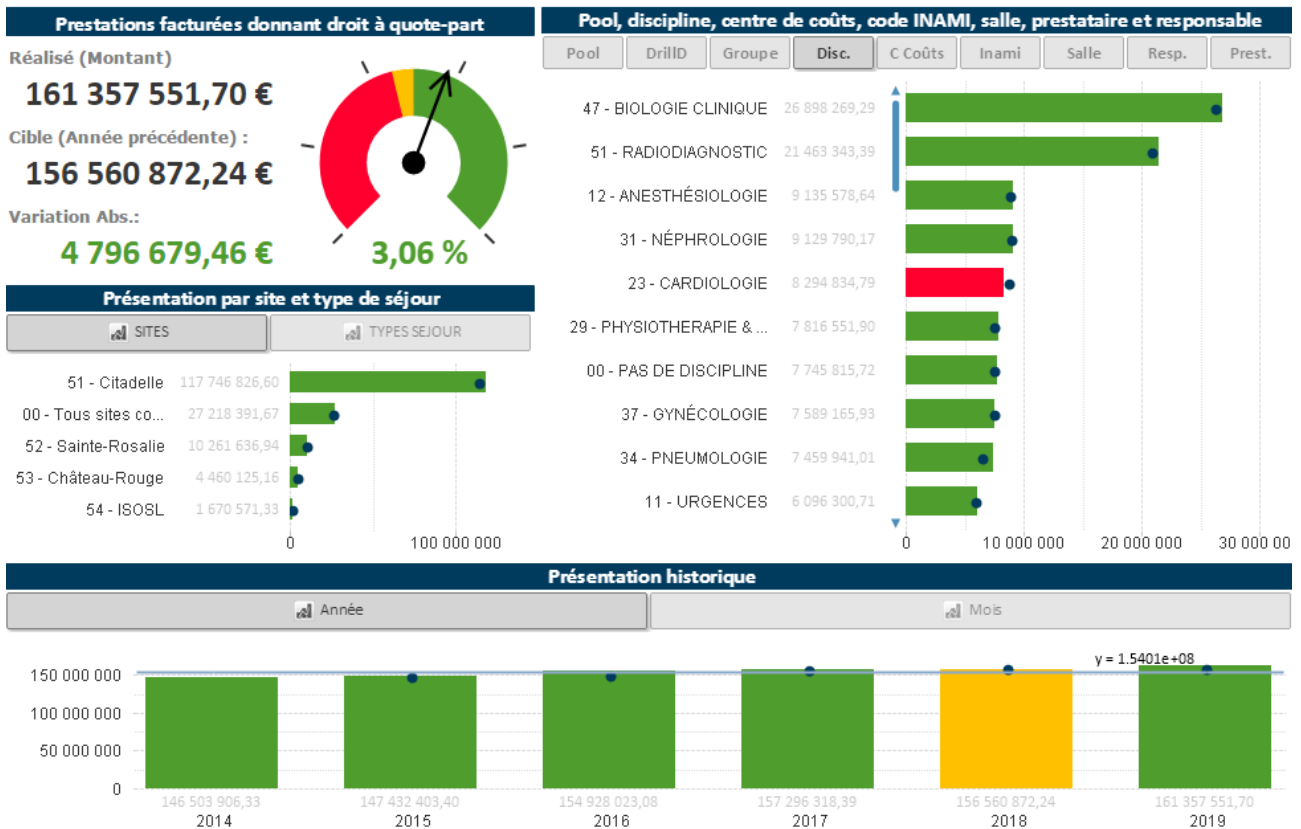 Prestations facturées donnant droit à quote-part
Réalisé (Montant)
161 357 551,70 €
Cible (Année précédente) :
156 560 872,24 €
Variation Abs.:
4 796 679,46 €
3,06 %
Présentation par site et type de séjour
SITES
TYPES SEJOUR
51 - Citadelle 117 746 826,60
00 - Tous sites co... 27 218 391,67
52 - Sainte-Rosalie 10 261 636,94
53 - Château-Rouge 4 460 125,16
54 - ISOSL 1 670 571,33
0 100 000 000
Pool, discipline, centre de coûts, code INAMI, salle, prestataire et responsable
Pool DrillD Groupe Disc. C Coûts Inami Salle Resp. Prest.
47 - BIOLOGIE CLINIQUE 26 898 269,29
51 - RADIODIAGNOSTIC 21 463 343,39
12 - ANESTHÉSIOLOGIE 9 135 578,64
31 - NÉPHROLOGIE 9 129 790,17
23 - CARDIOLOGIE 8 294 834,79
29 - PHYSIOTHERAPIE & ... 7 816 551,90
00 - PAS DE DISCIPLINE 7 745 815,72
37 - GYNÉCOLOGIE 7 589 165,93
34 - PNEUMOLOGIE 7 459 941,01
11 - URGENCES 6 096 300,71
0 10 000 000 20 000 000 30 000 00
Présentation historique
Année
Mois
y = 1.5401e+08
150 000 000
100 000 000
50 000 000
0
146 503 906,33 147 432 403,40 154 928 023,08 157 296 318,39 156 560 872,24 161 357 551,70
2014 2015 2016 2017 2018 2019